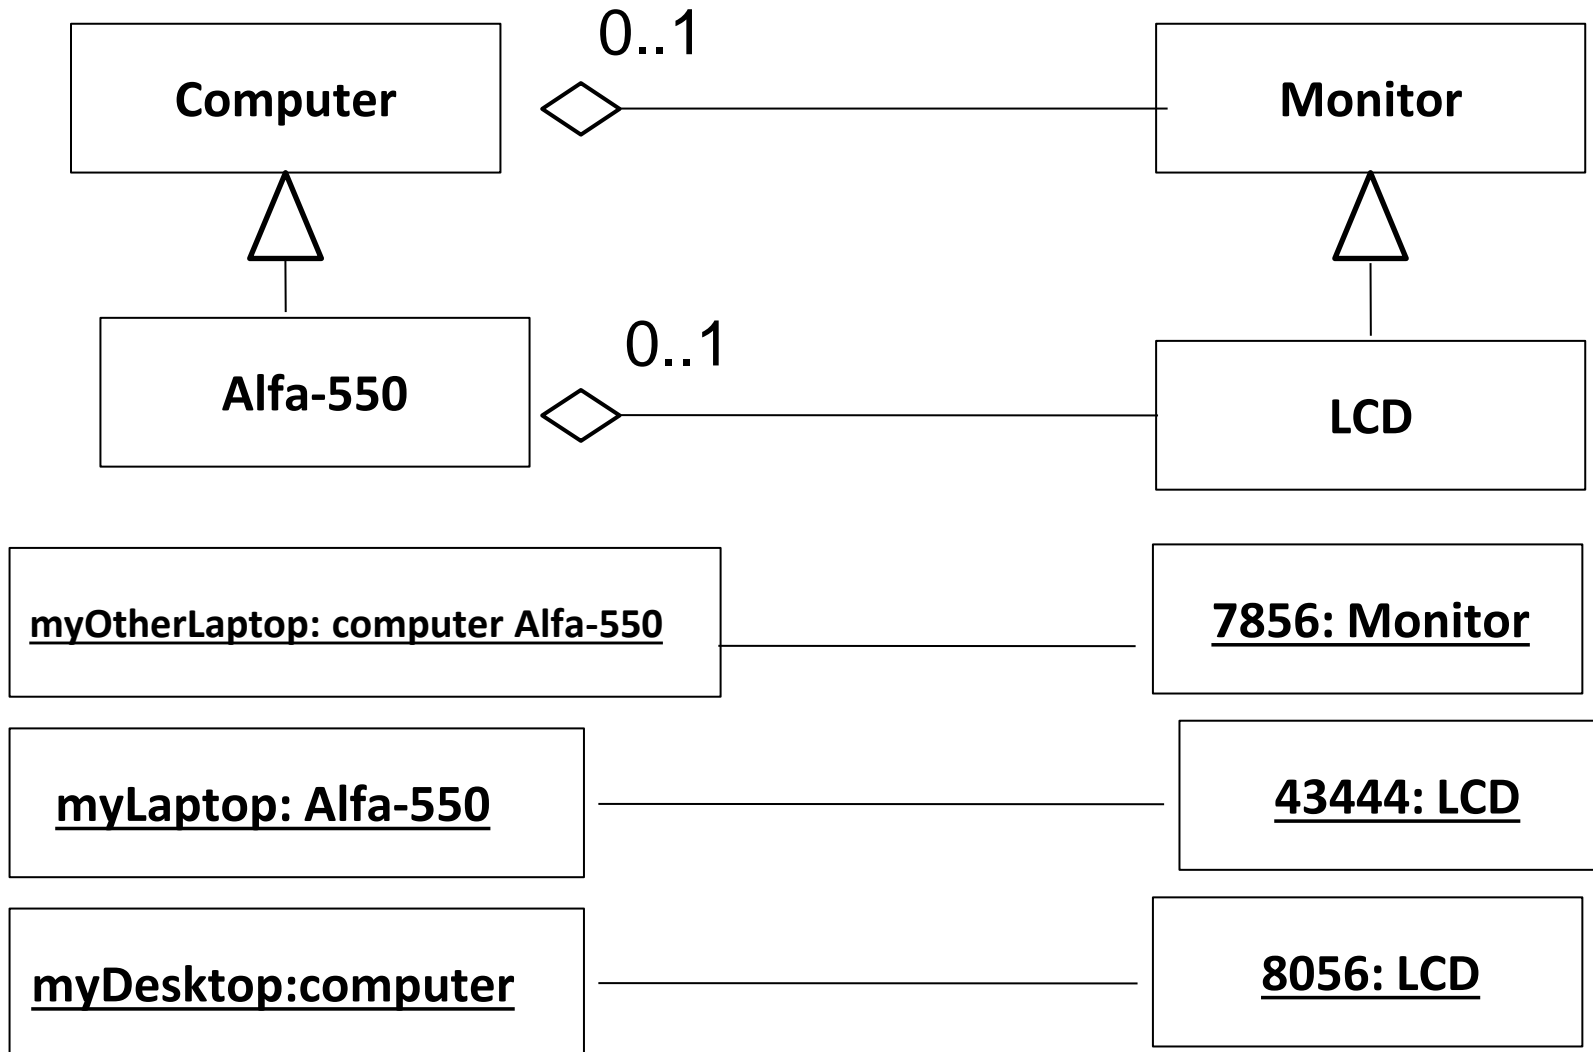 0..1
Computer
Monitor
0..1
Alfa-550
LCD
myOtherLaptop: computer Alfa-550
7856: Monitor
myLaptop: Alfa-550
43444: LCD
myDesktop:computer
8056: LCD